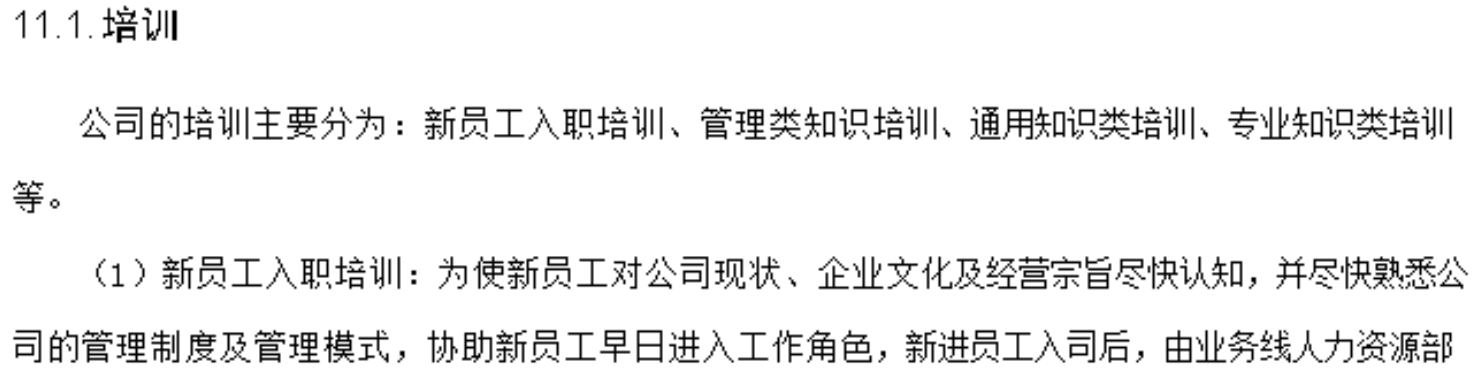 11.1.培训
公司的培训主要分为：新员工入职培训、管理类知识培训、通用知识类培训、专业知识类培训
等。
（1）新员工入职培训：为使新员工对公司现状、企业文化及经营宗旨尽快认知，并尽快熟悉公
司的管理制度及管理模式，协助新员工早日进入工作角色，新进员工入司后，由业务线人力资源部